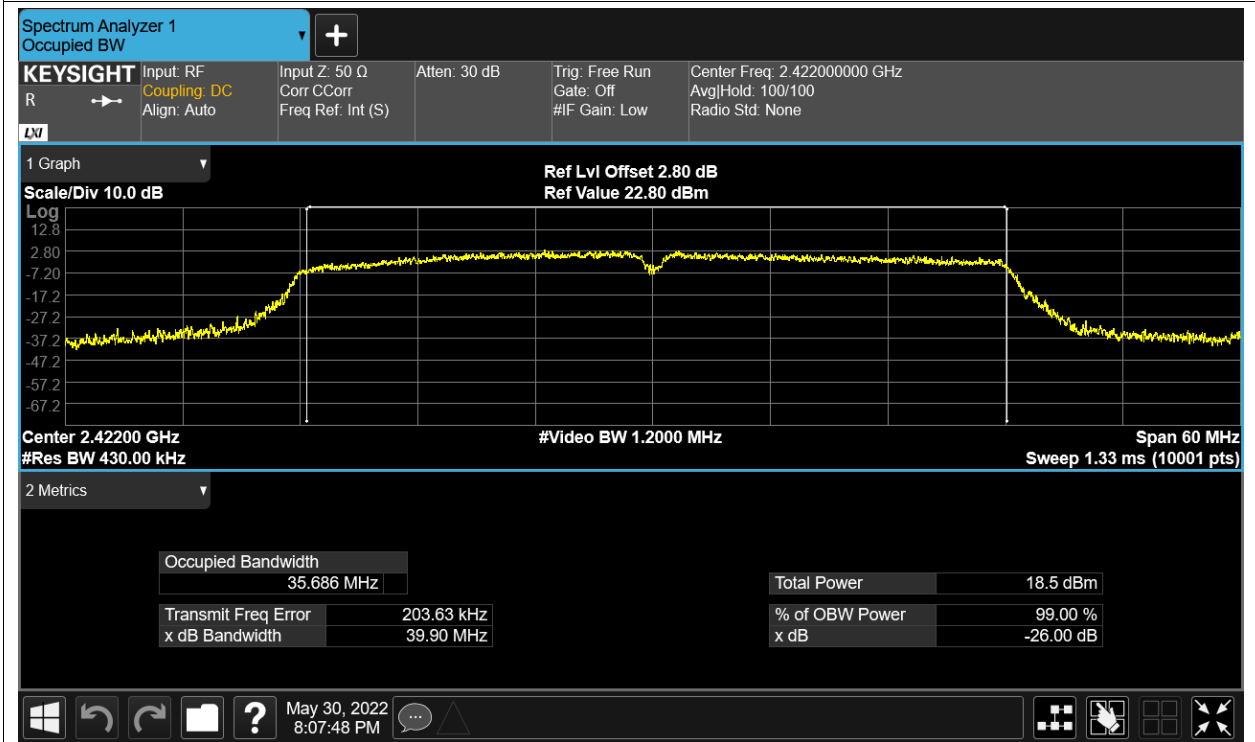 Spectrum Analyzer 1
Occupied BW
KEYSIGHT
R
LXI
Input: RF
Coupling: DC
Align: Auto
Input Z: 50 Ω
Corr CCorr
Freq Ref: Int (S)
Atten: 30 dB
Trig: Free Run
Gate: Off
#IF Gain: Low
Center Freq: 2.422000000 GHz
Avg|Hold: 100/100
Radio Std: None
1 Graph
Scale/Div 10.0 dB
Ref Lvl Offset 2.80 dB
Ref Value 22.80 dBm
Log
12.8
2.80
-7.20
-17.2
-27.2
-37.2
-47.2
-57.2
-67.2
Center 2.42200 GHz
#Video BW 1.2000 MHz
Span 60 MHz
#Res BW 430.00 kHz
Sweep 1.33 ms (10001 pts)
2 Metrics
Occupied Bandwidth
35.686 MHz
Total Power 18.5 dBm
Transmit Freq Error 203.63 kHz
% of OBW Power 99.00 %
x dB Bandwidth 39.90 MHz
x dB -26.00 dB
?
May 30, 2022
8:07:48 PM